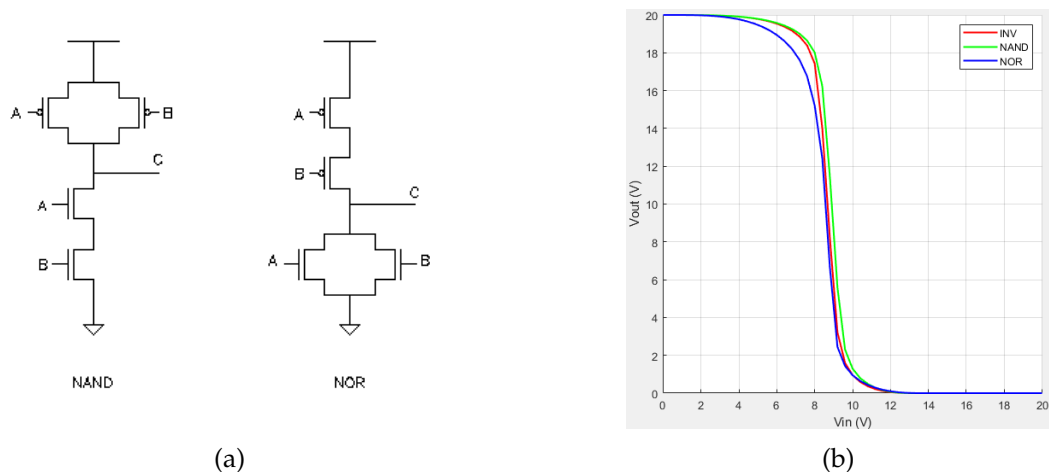 A
B
C
A
B
NAND
A
B
C
A
B
NOR
(a)
20
18
16
14
12
10
8
6
4
2
0
Vout (V)
INV
NAND
NOR
0 2 4 6 8 10 12 14 16 18 20
Vin (V)
(b)